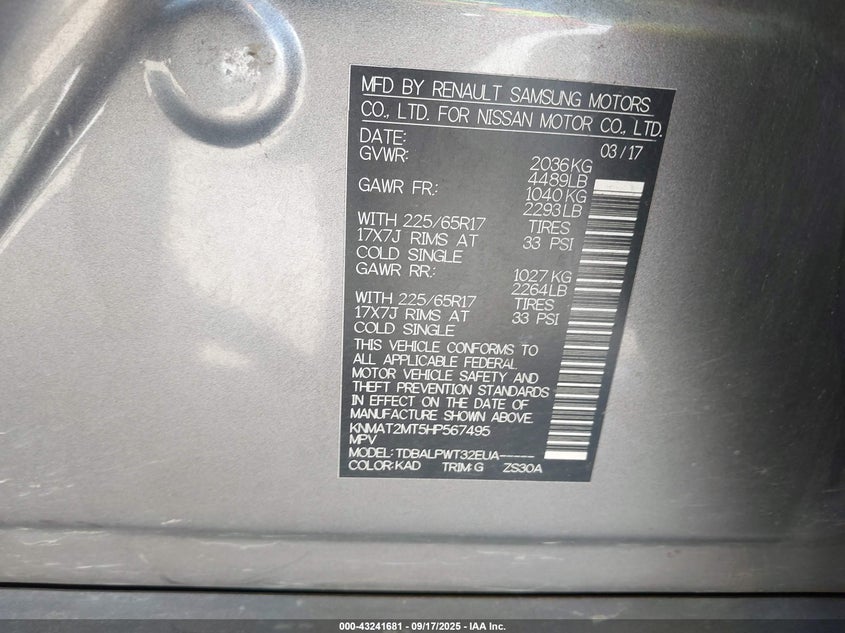 MFD BY RENAULT SAMSUNG MOTORS
CO., LTD. FOR NISSAN MOTOR CO., LTD.
DATE: 03/17
GVWR: 2036KG
4489LB
GAWR FR.: 1040KG
2293LB
WITH 225/65R17 TIRES
17X7J RIMS AT 33 PSI
COLD SINGLE
GAWR RR.: 1027KG
2264LB
WITH 225/65R17 TIRES
17X7J RIMS AT 33 PSI
COLD SINGLE
THIS VEHICLE CONFORMS TO
ALL APPLICABLE FEDERAL
MOTOR VEHICLE SAFETY AND
THEFT PREVENTION STANDARDS
IN EFFECT ON THE DATE OF
MANUFACTURE SHOWN ABOVE.
KNMAT2MT5HP567495
MPV
MODEL: TDBALPWT32EUA-----
COLOR: KAD TRIM: G ZS30A
000-43241681 - 09/17/2025 - IAA Inc.